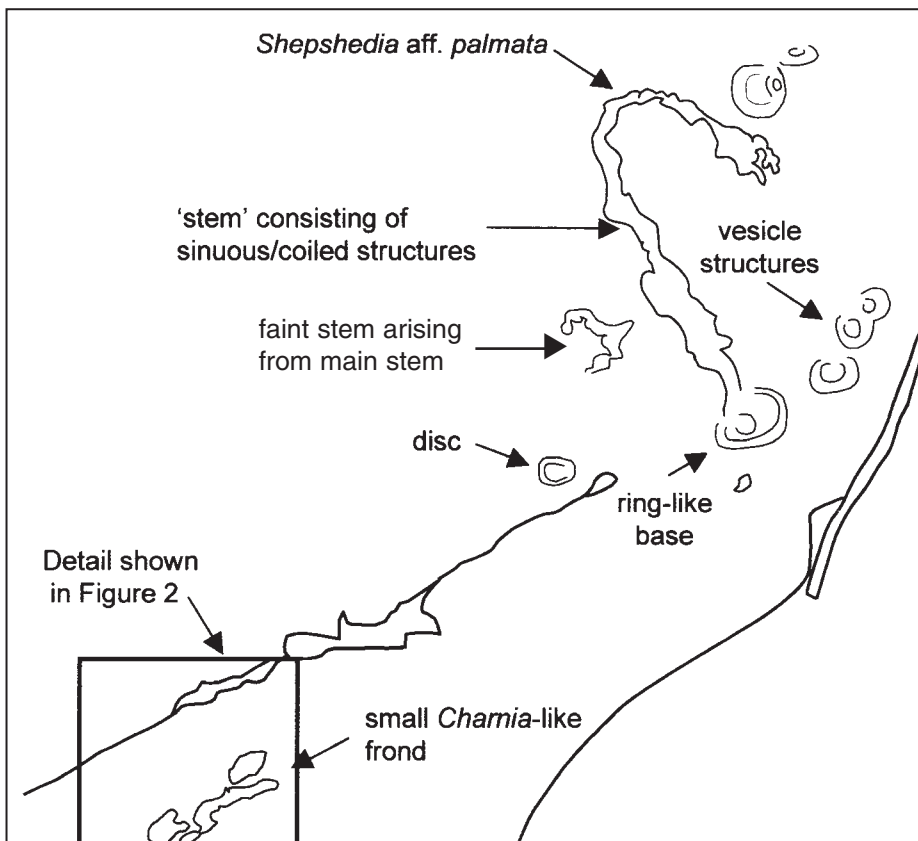 Shepshedia aff. palmata
‘stem’ consisting of
sinuous/coiled structures
vesicle
structures
faint stem arising
from main stem
disc
ring-like
base
Detail shown
in Figure 2
small Charnia-like
frond